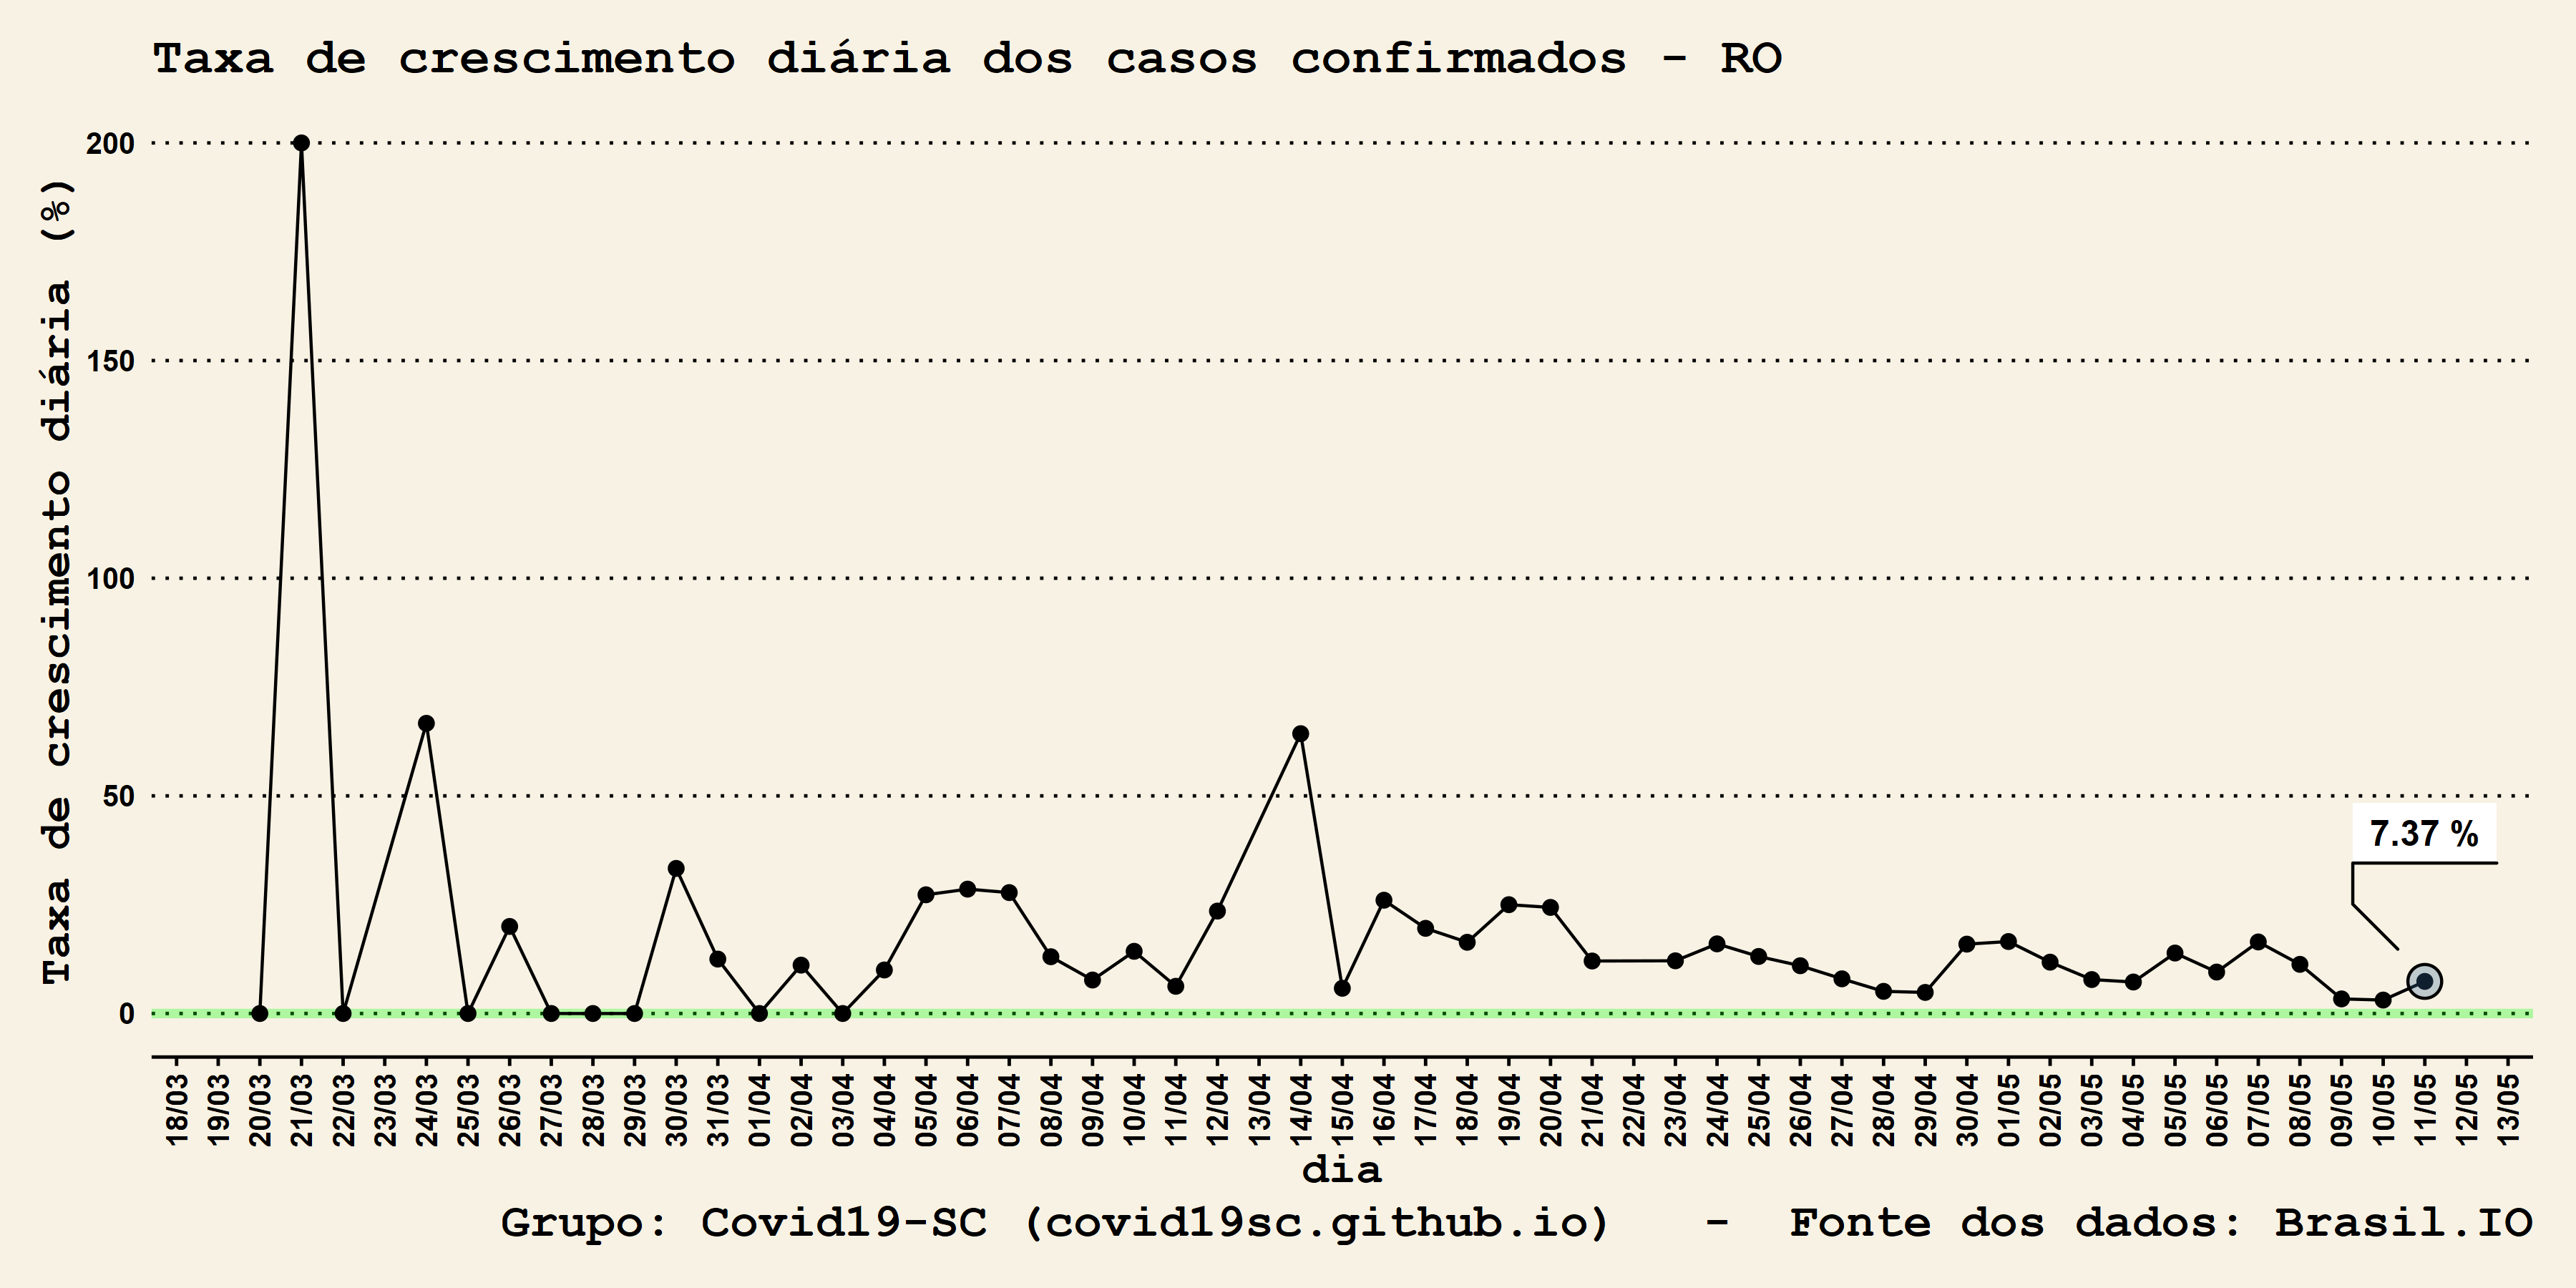 Taxa de crescimento diária dos casos confirmados - RO
Taxa de crescimento diária (%)
200
150
100
50
0
7.37 %
18/03 19/03 20/03 21/03 22/03 23/03 24/03 25/03 26/03 27/03 28/03 29/03 30/03 31/03 01/04 02/04 03/04 04/04 05/04 06/04 07/04 08/04 09/04 10/04 11/04 12/04 13/04 14/04 15/04 16/04 17/04 18/04 19/04 20/04 21/04 22/04 23/04 24/04 25/04 26/04 27/04 28/04 29/04 30/04 01/05 02/05 03/05 04/05 05/05 06/05 07/05 08/05 09/05 10/05 11/05 12/05 13/05
dia
Grupo: Covid19-SC (covid19sc.github.io) - Fonte dos dados: Brasil.IO